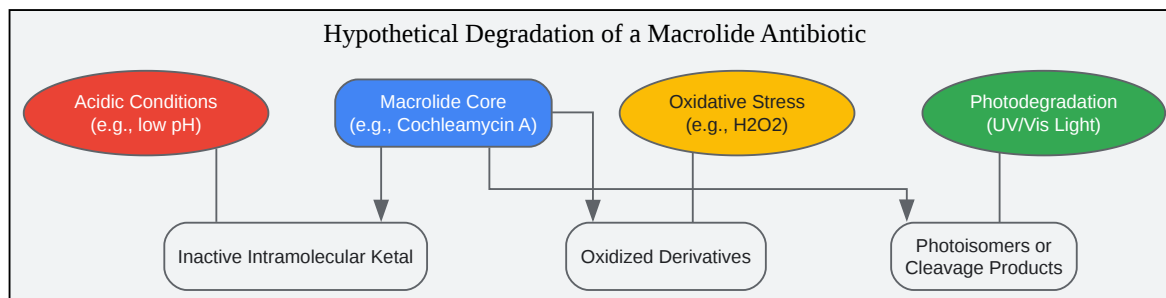 Hypothetical Degradation of a Macrolide Antibiotic
Acidic Conditions
(e.g., low pH)
Macrolide Core
(e.g., Cochleamycin A)
Oxidative Stress
(e.g., H2O2)
Photodegradation
(UV/Vis Light)
Inactive Intramolecular Ketal
Oxidized Derivatives
Photoisomers or
Cleavage Products